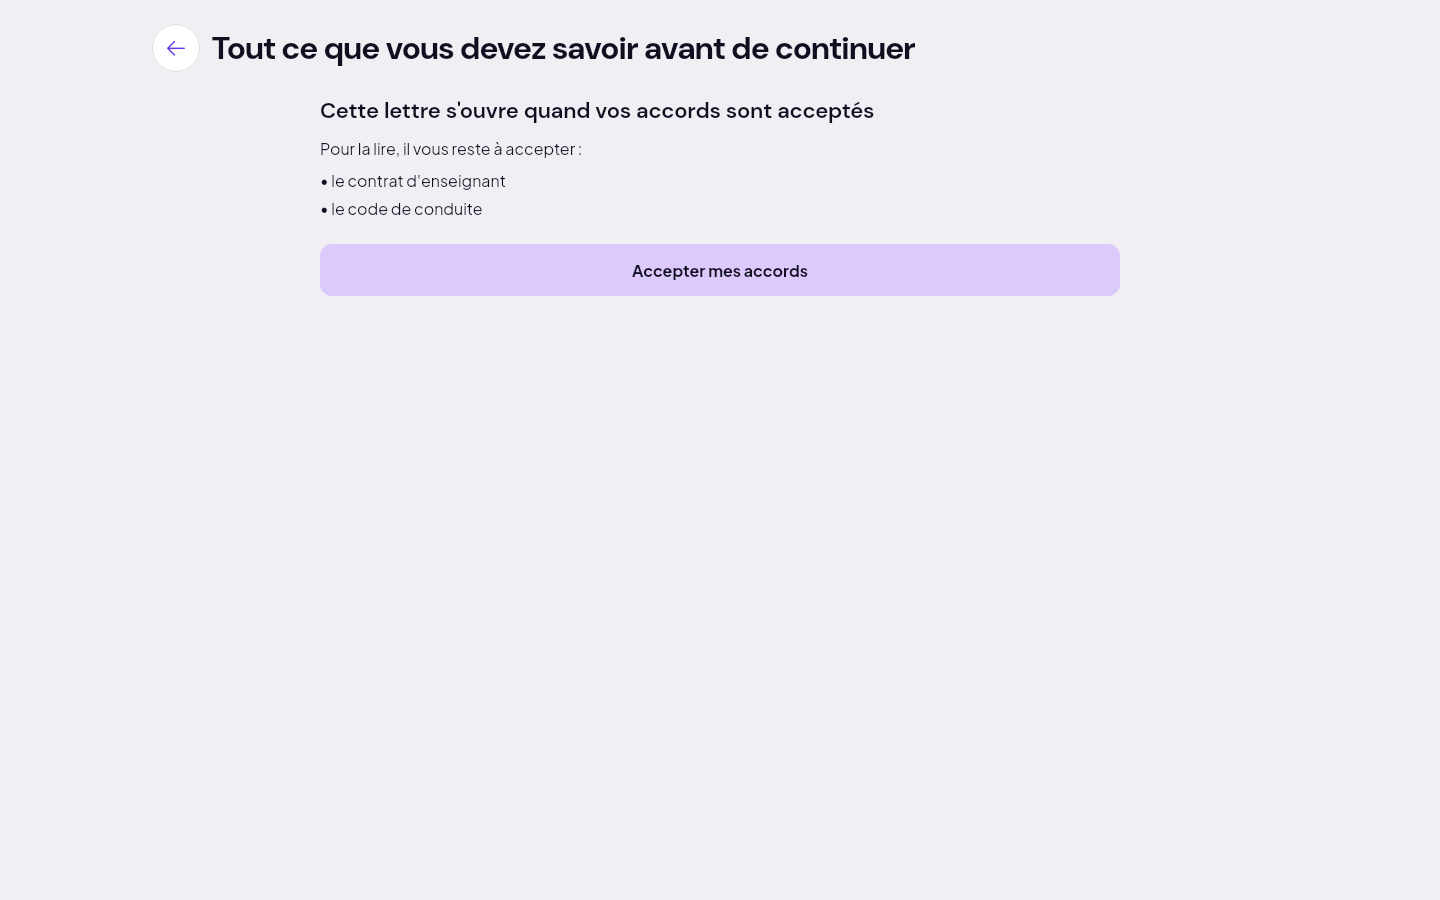 Tout ce que vous devez savoir avant de continuer
Cette lettre s'ouvre quand vos accords sont acceptés
Pour la lire, il vous reste à accepter :
• le contrat d'enseignant
• le code de conduite
Accepter mes accords